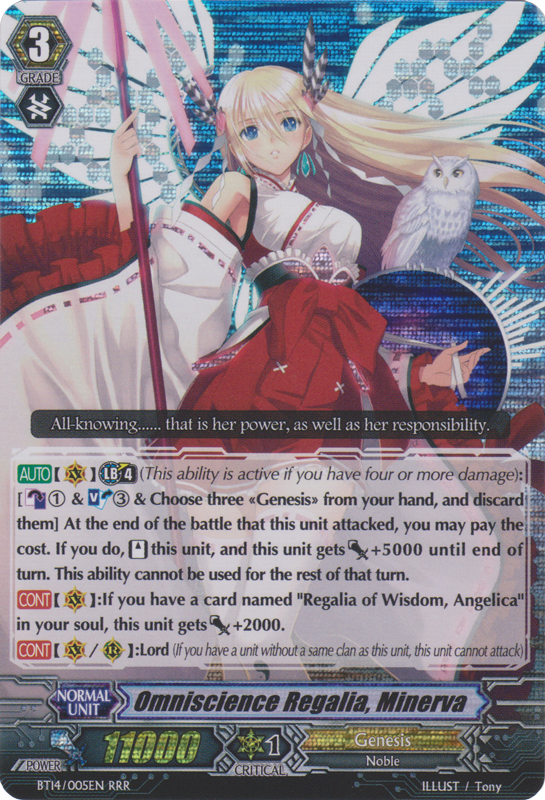 3
GRADE
All-knowing...... that is her power, as well as her responsibility.
AUTO [ ] LB 4 (This ability is active if you have four or more damage):
[ ① & V ③ & Choose three «Genesis» from your hand, and discard
them] At the end of the battle that this unit attacked, you may pay the
cost. If you do, this unit, and this unit gets +5000 until end of
turn. This ability cannot be used for the rest of that turn.
CONT [ V ]:If you have a card named "Regalia of Wisdom, Angelica"
in your soul, this unit gets +2000.
CONT [ V / R ]:Lord (If you have a unit without a same clan as this unit, this unit cannot attack)
NORMAL UNIT
Omniscience Regalia, Minerva
POWER 11000
1
CRITICAL
Genesis
Noble
BT14/005EN RRR
ILLUST / Tony